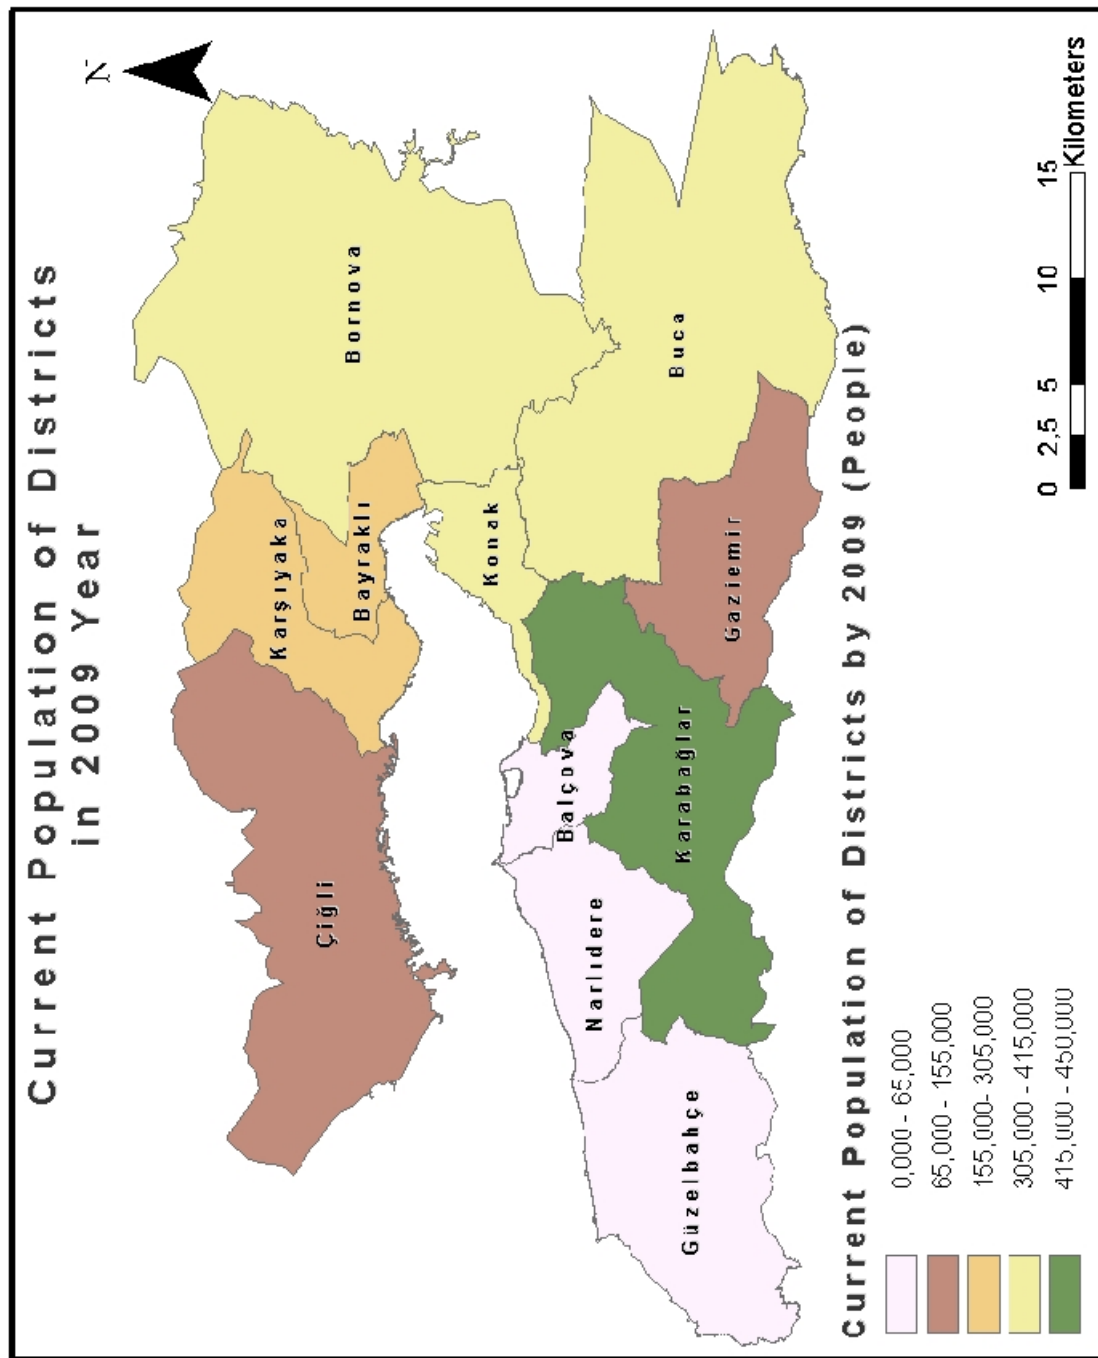 Current Population of Districts
in 2009 Year
N
Bornova
Karşıyaka
Bayraklı
Çiğli
Konak
Buca
Balçova
Narlıdere
Gaziemir
Karabağlar
Güzelbahçe
Current Population of Districts by 2009 (People)
0,000 - 65,000
65,000 - 155,000
155,000- 305,000
305,000 - 415,000
415,000 - 450,000
0 2,5 5 10 15
Kilometers